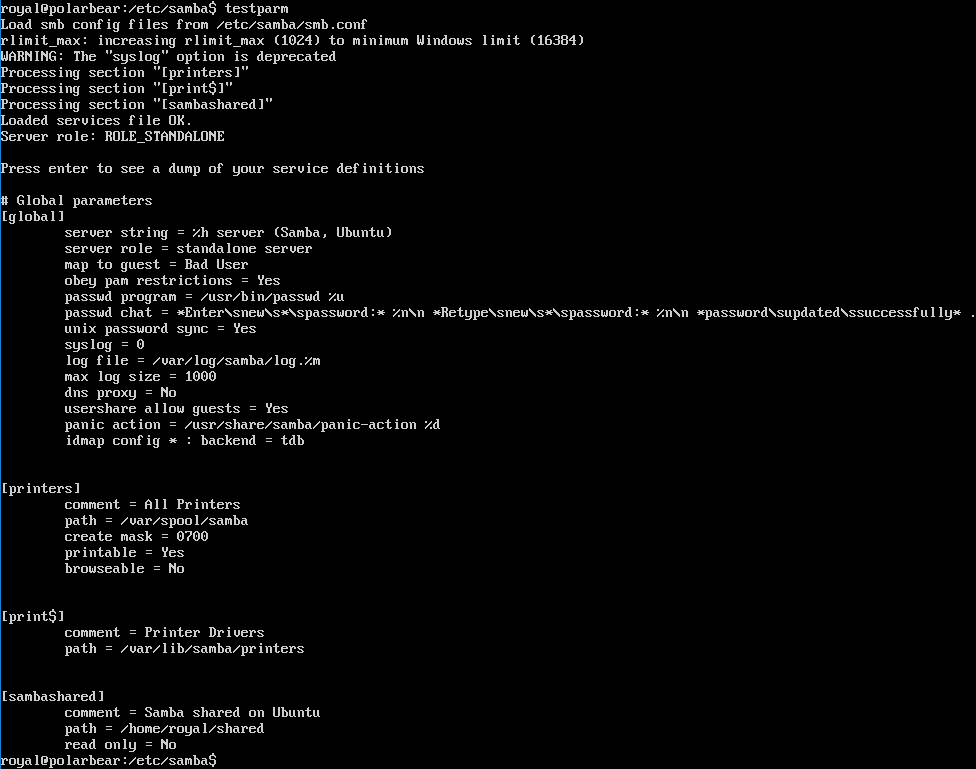 royal@polarbear:/etc/samba$ testparm
Load smb config files from /etc/samba/smb.conf
rlimit_max: increasing rlimit_max (1024) to minimum Windows limit (16384)
WARNING: The "syslog" option is deprecated
Processing section "[printers]"
Processing section "[print$]"
Processing section "[sambashared]"
Loaded services file OK.
Server role: ROLE_STANDALONE
Press enter to see a dump of your service definitions
# Global parameters
[global]
server string = %h server (Samba, Ubuntu)
server role = standalone server
map to guest = Bad User
obey pam restrictions = Yes
passwd program = /usr/bin/passwd %u
passwd chat = *Enter\snew\s*\spassword:* %n\n *Retype\snew\s*\spassword:* %n\n *password\supdated\ssuccessfully* .
unix password sync = Yes
syslog = 0
log file = /var/log/samba/log.%m
max log size = 1000
dns proxy = No
usershare allow guests = Yes
panic action = /usr/share/samba/panic-action %d
idmap config * : backend = tdb
[printers]
comment = All Printers
path = /var/spool/samba
create mask = 0700
printable = Yes
browseable = No
[print$]
comment = Printer Drivers
path = /var/lib/samba/printers
[sambashared]
comment = Samba shared on Ubuntu
path = /home/royal/shared
read only = No
royal@polarbear:/etc/samba$